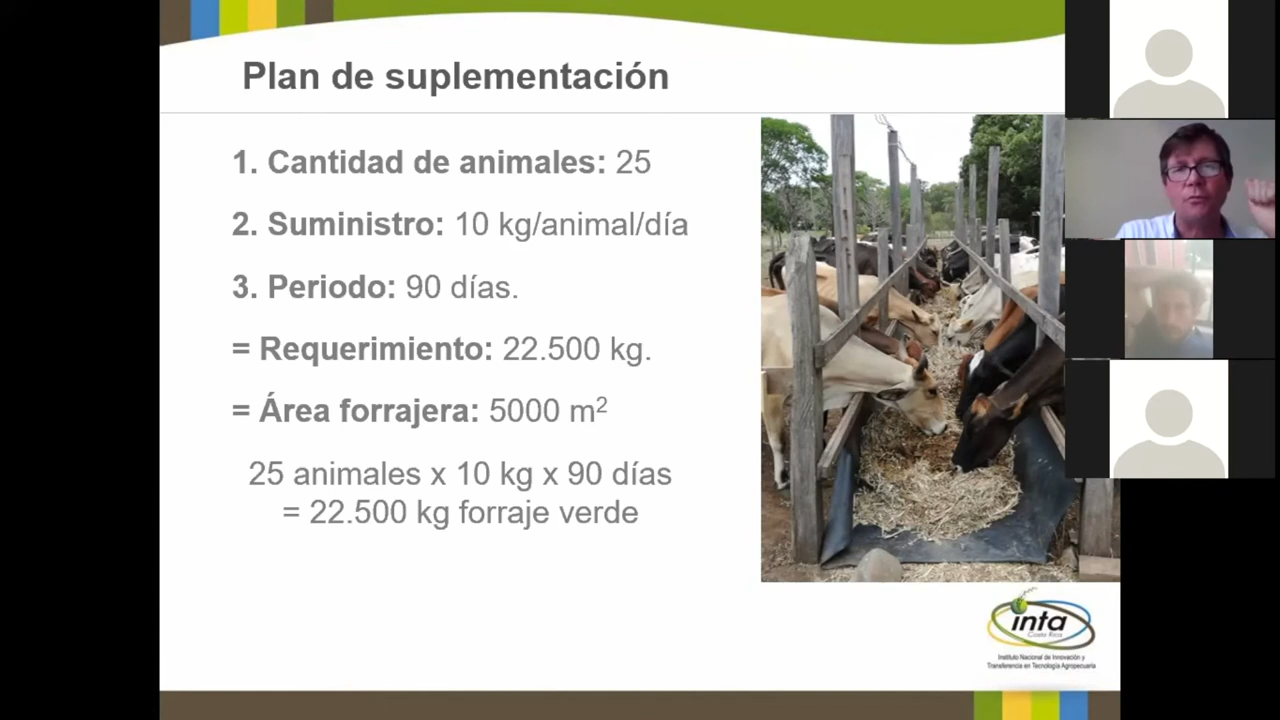 Plan de suplementación
1. Cantidad de animales: 25
2. Suministro: 10 kg/animal/día
3. Periodo: 90 días.
= Requerimiento: 22.500 kg.
= Área forrajera: 5000 m²
25 animales x 10 kg x 90 días
= 22.500 kg forraje verde
inta
Costa Rica
Instituto Nacional de Innovación y
Transferencia en Tecnología Agropecuaria